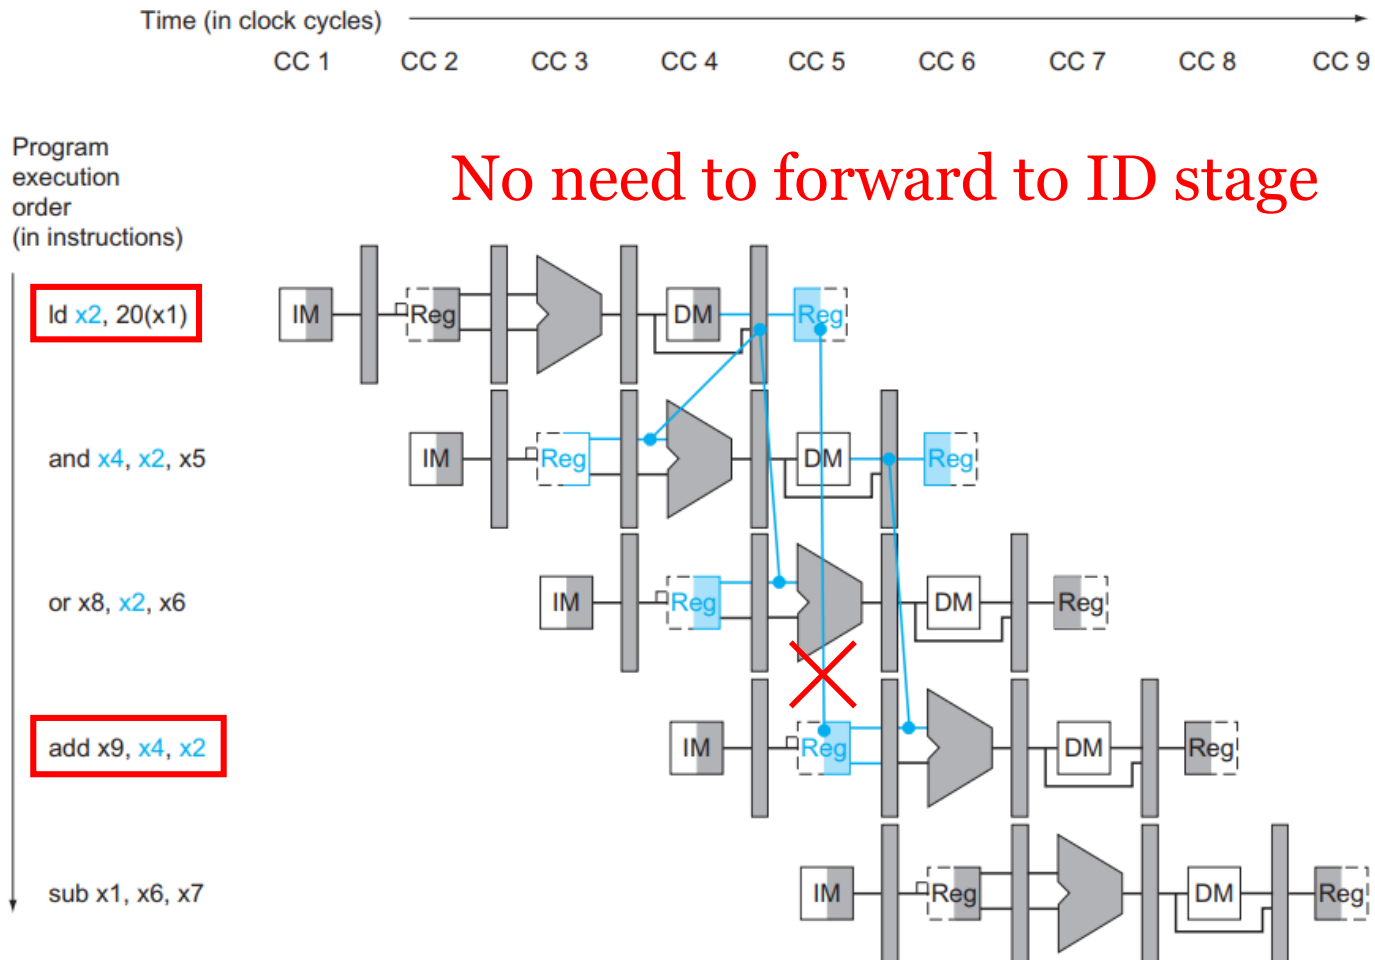 Time (in clock cycles)
CC 1 CC 2 CC 3 CC 4 CC 5 CC 6 CC 7 CC 8 CC 9
Program
execution
order
(in instructions)
No need to forward to ID stage
ld x2, 20(x1)
IM Reg DM Reg
and x4, x2, x5
IM Reg DM Reg
or x8, x2, x6
IM Reg DM Reg
add x9, x4, x2
IM Reg DM Reg
sub x1, x6, x7
IM Reg DM Reg